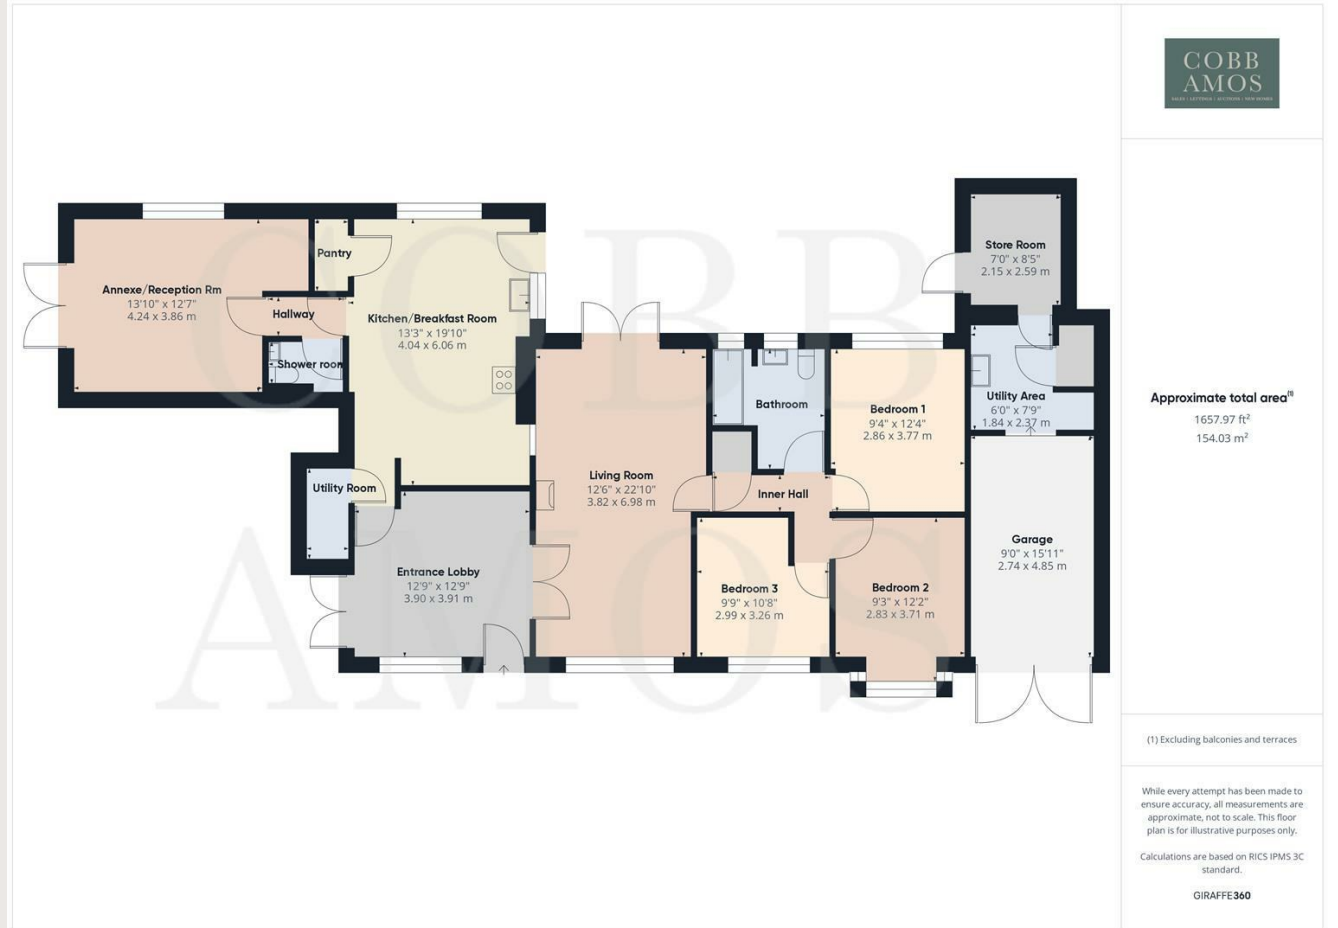 COBB
AMOS
SALES | LETTINGS | AUCTIONS | NEW HOMES
Store Room
7'0" x 8'5"
2.15 x 2.59 m
Pantry
Annexe/Reception Rm
13'10" x 12'7"
4.24 x 3.86 m
Hallway
Kitchen/Breakfast Room
13'3" x 19'10"
4.04 x 6.06 m
Shower room
Utility Area
6'0" x 7'9"
1.84 x 2.37 m
Bathroom
Bedroom 1
9'4" x 12'4"
2.86 x 3.77 m
Approximate total area(1)
1657.97 ft²
154.03 m²
Living Room
12'6" x 22'10"
3.82 x 6.98 m
Utility Room
Inner Hall
Garage
9'0" x 15'11"
2.74 x 4.85 m
Entrance Lobby
12'9" x 12'9"
3.90 x 3.91 m
Bedroom 3
9'9" x 10'8"
2.99 x 3.26 m
Bedroom 2
9'3" x 12'2"
2.83 x 3.71 m
COBB
AMOS
(1) Excluding balconies and terraces
While every attempt has been made to
ensure accuracy, all measurements are
approximate, not to scale. This floor
plan is for illustrative purposes only.
Calculations are based on RICS IPMS 3C
standard.
GIRAFFE360